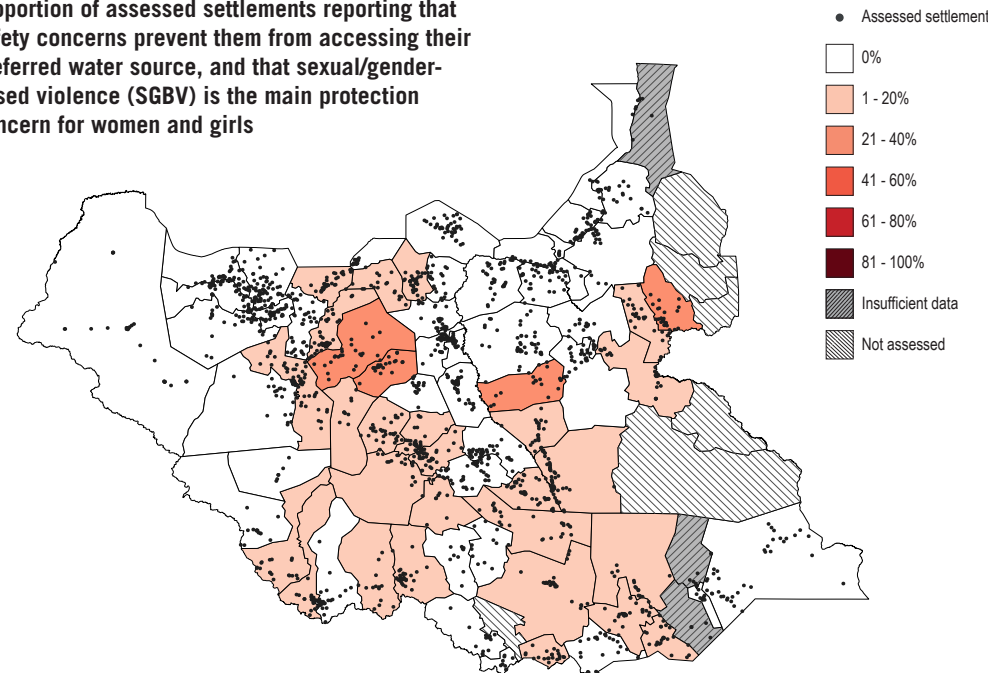 oportion of assessed settlements reporting that
fety concerns prevent them from accessing their
eferred water source, and that sexual/gender-
sed violence (SGBV) is the main protection
ncern for women and girls
Assessed settlement
0%
1 - 20%
21 - 40%
41 - 60%
61 - 80%
81 - 100%
Insufficient data
Not assessed